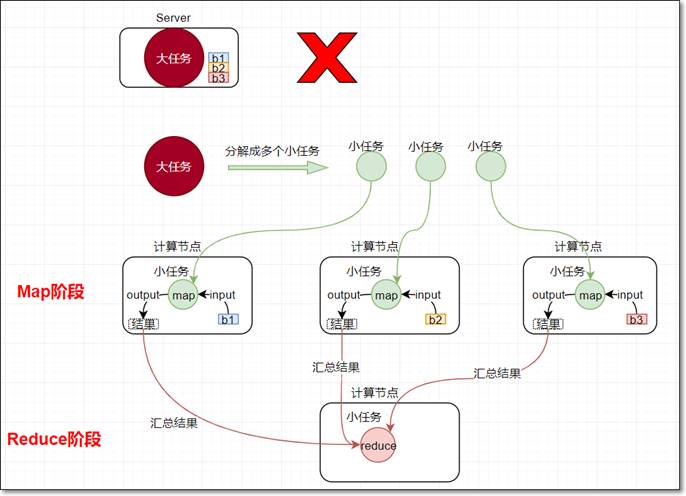 Server
大任务
b1
b2
b3
大任务
分解成多个小任务
小任务
小任务
小任务
计算节点
计算节点
计算节点
Map阶段
小任务
output
map
input
结果
b1
小任务
output
map
input
结果
b2
小任务
output
map
input
结果
b3
汇总结果
汇总结果
汇总结果
计算节点
Reduce阶段
小任务
reduce